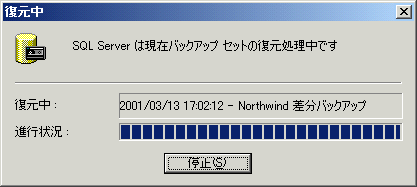 復元中
SQL Server は現在バックアップ セットの復元処理中です
復元中 : 2001/03/13 17:02:12 - Northwind 差分バックアップ
進行状況 :
停止(S)